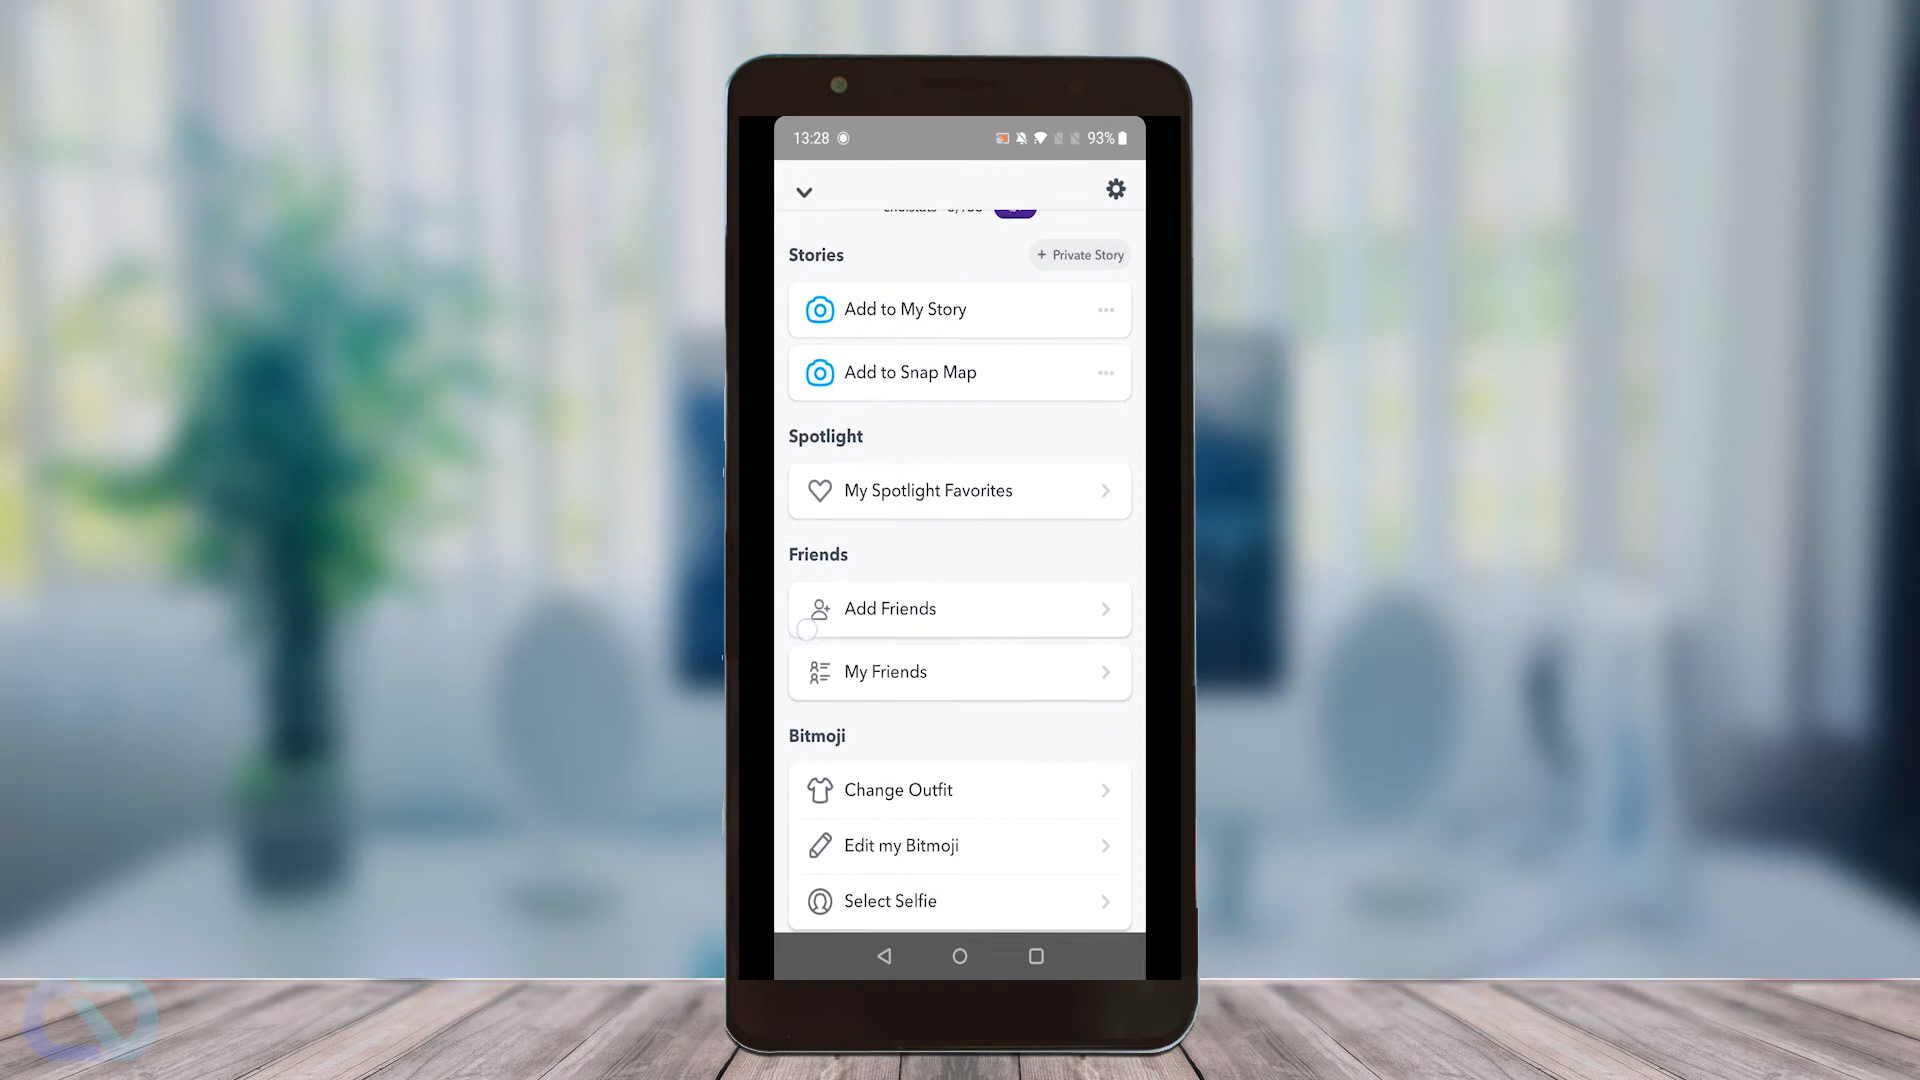 13:28
93%
Stories
+ Private Story
Add to My Story
Add to Snap Map
Spotlight
My Spotlight Favorites
Friends
Add Friends
My Friends
Bitmoji
Change Outfit
Edit my Bitmoji
Select Selfie